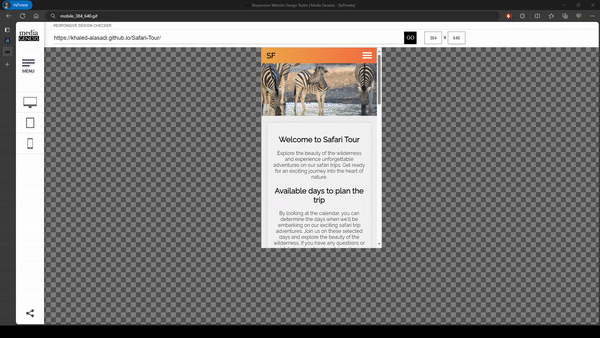 InPrivate
Responsive Website Design Tester | Media Genesis - [InPrivate]
mobile_384_640.gif
RESPONSIVE DESIGN CHECKER
media
GENESIS
https://khaled-alasadi.github.io/Safari-Tour/
GO
384
X
640
MENU
SF
Welcome to Safari Tour
Explore the beauty of the wilderness
and experience unforgettable
adventures on our safari trips. Get ready
for an exciting journey into the heart of
nature.
Available days to plan the
trip
By looking at the calendar, you can
determine the days when we'll be
embarking on our exciting safari trip
adventures. Join us on these selected
days and explore the beauty of the
wilderness. If you have any questions or